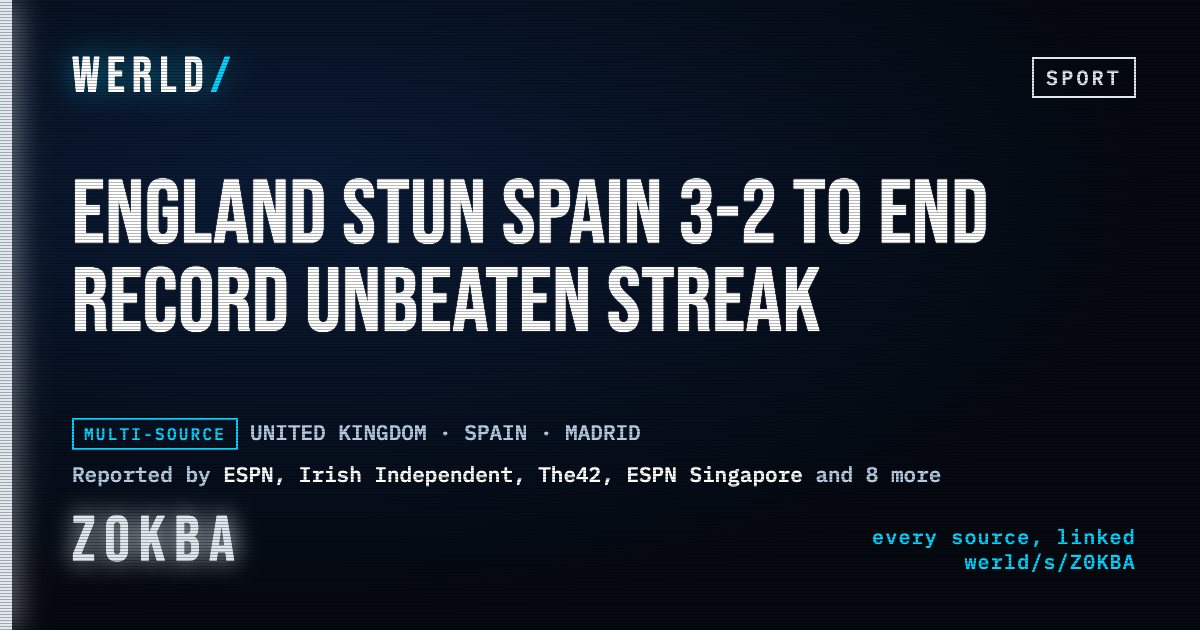 WERLD/
SPORT
ENGLAND STUN SPAIN 3-2 TO END
RECORD UNBEATEN STREAK
MULTI-SOURCE UNITED KINGDOM · SPAIN · MADRID
Reported by ESPN, Irish Independent, The42, ESPN Singapore and 8 more
Z0KBA
every source, linked
werld/s/Z0KBA